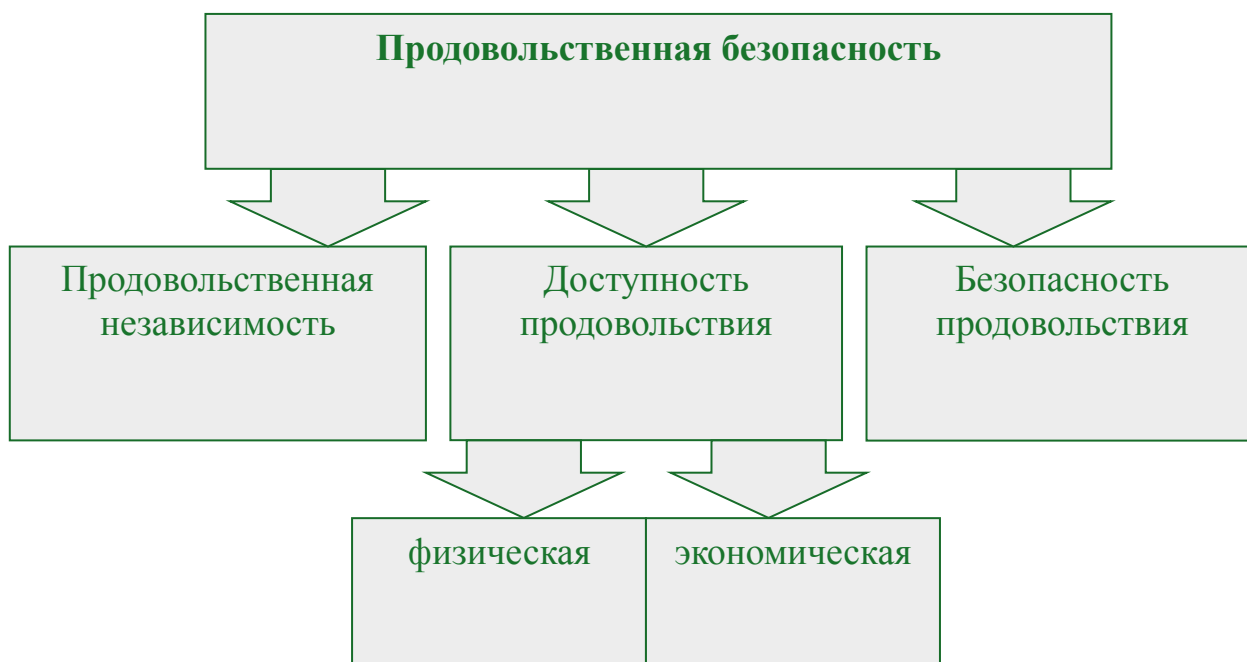 Продовольственная безопасность
Продовольственная
независимость
Доступность
продовольствия
Безопасность
продовольствия
физическая
экономическая